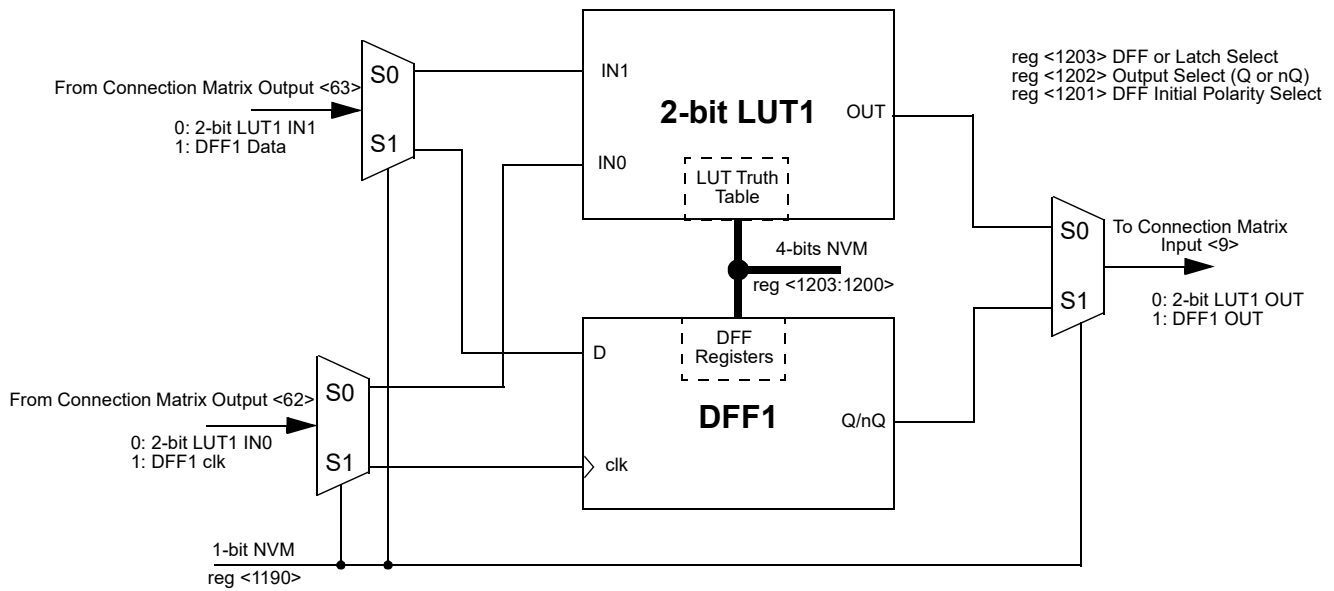 reg <1203> DFF or Latch Select
reg <1202> Output Select (Q or nQ)
reg <1201> DFF Initial Polarity Select
From Connection Matrix Output <63>
0: 2-bit LUT1 IN1
1: DFF1 Data
S0
S1
IN1
IN0
2-bit LUT1
OUT
LUT Truth
Table
4-bits NVM
reg <1203:1200>
S0
S1
To Connection Matrix
Input <9>
0: 2-bit LUT1 OUT
1: DFF1 OUT
From Connection Matrix Output <62>
0: 2-bit LUT1 IN0
1: DFF1 clk
S0
S1
D
clk
DFF
Registers
DFF1
Q/nQ
1-bit NVM
reg <1190>